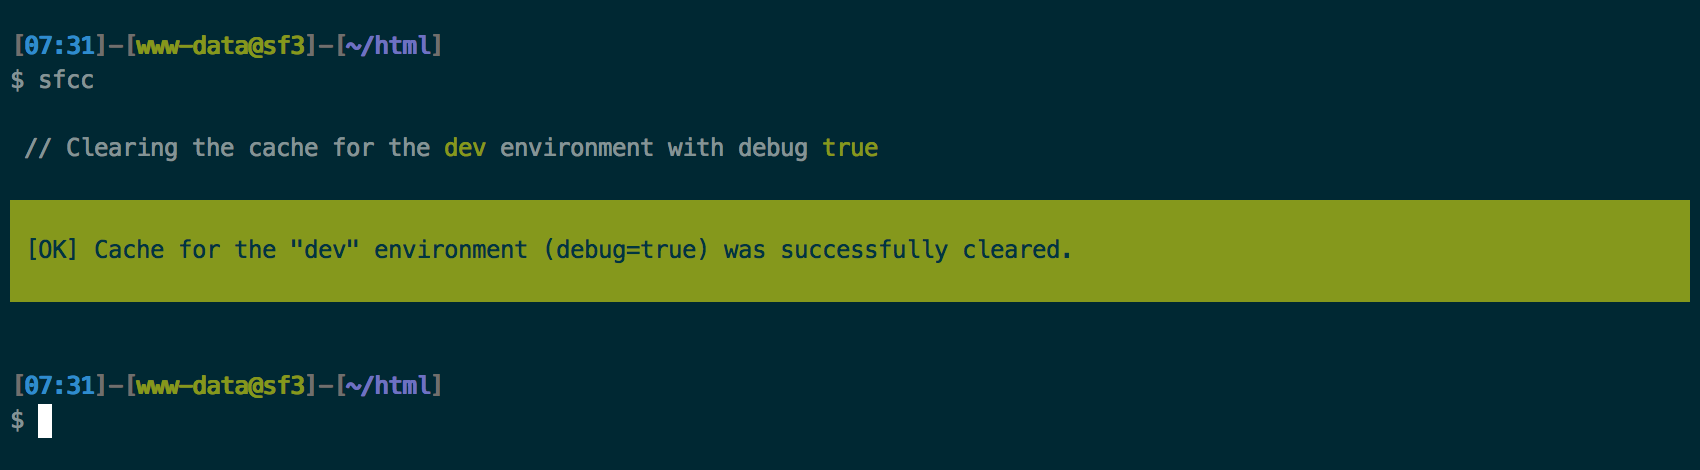 [07:31]-[www-data@sf3]-[~/html]
$ sfcc
// Clearing the cache for the dev environment with debug true
[OK] Cache for the "dev" environment (debug=true) was successfully cleared.
[07:31]-[www-data@sf3]-[~/html]
$